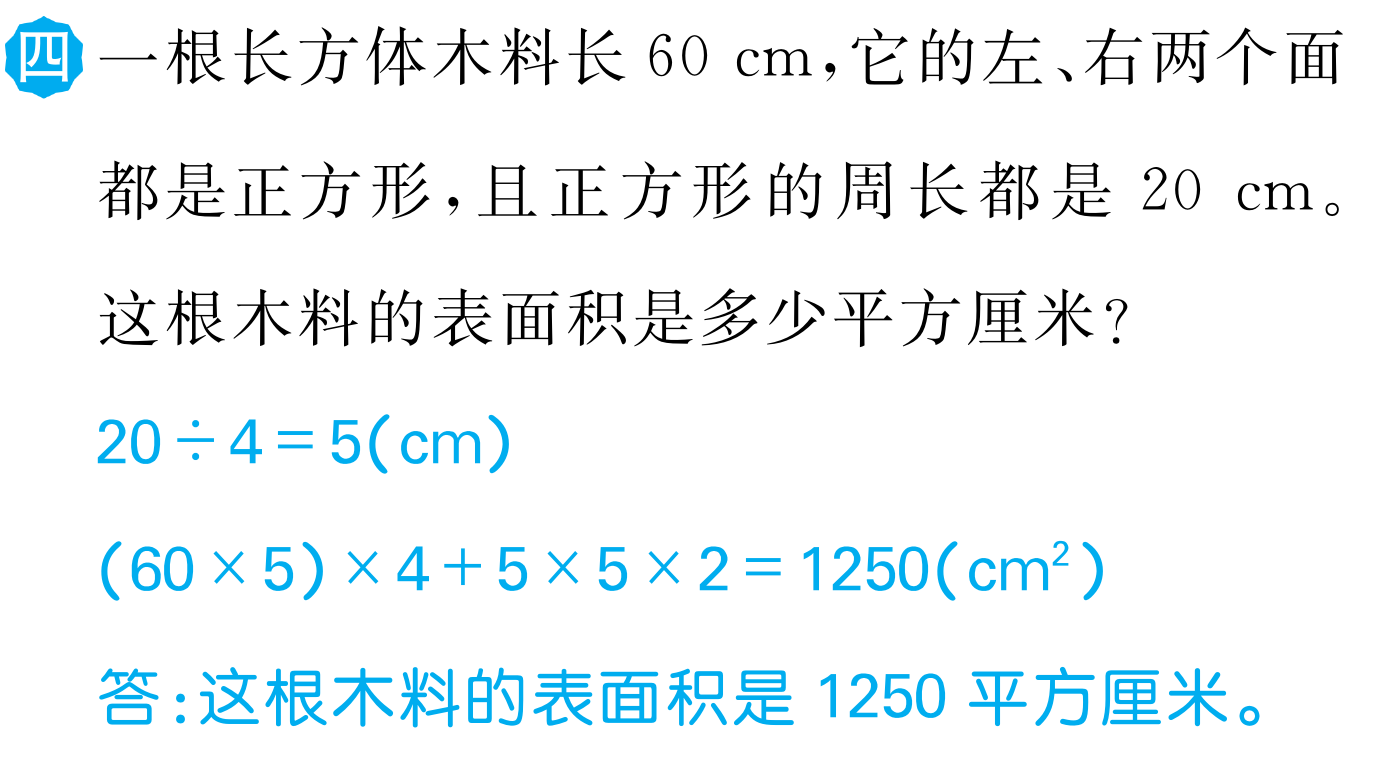 四 一根长方体木料长 60 cm,它的左、右两个面
都是正方形,且正方形的周长都是 20 cm。
这根木料的表面积是多少平方厘米?
20÷4=5(cm)
(60×5)×4+5×5×2=1250(cm²)
答:这根木料的表面积是 1250 平方厘米。